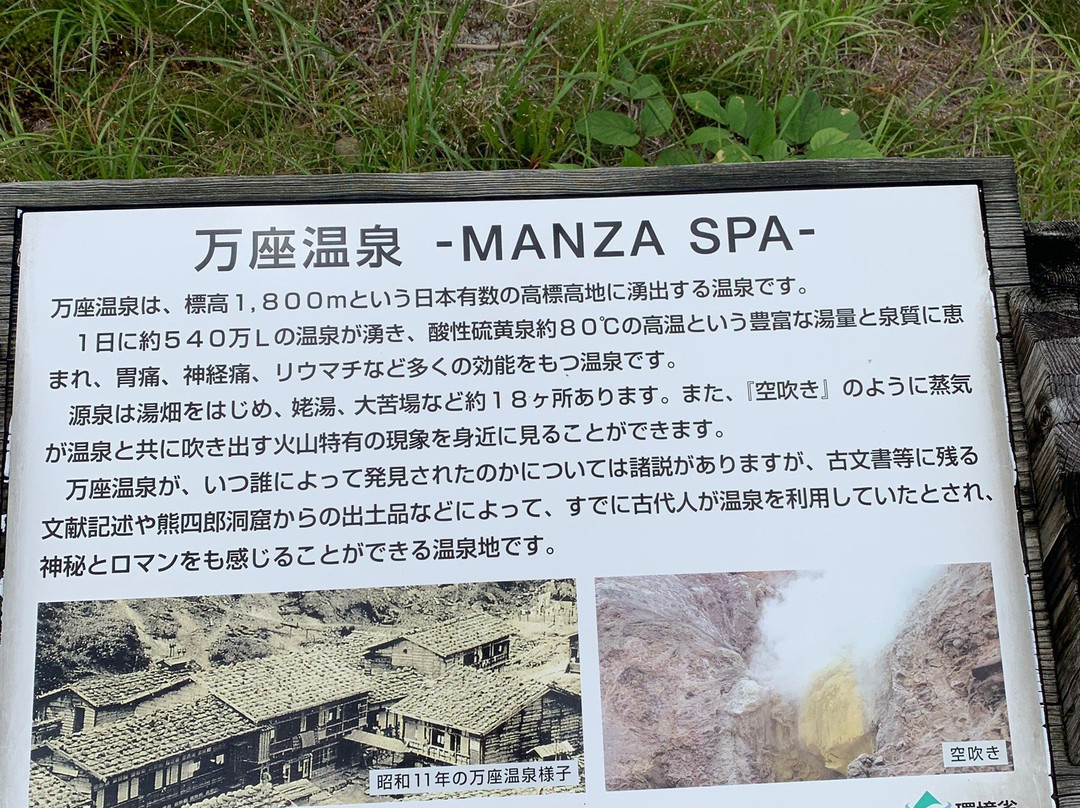 万座温泉 -MANZA SPA-
万座温泉は、標高１，８００ｍという日本有数の高標高地に湧出する温泉です。
１日に約５４０万Ｌの温泉が湧き、酸性硫黄泉約８０℃の高温という豊富な湯量と泉質に恵
まれ、胃痛、神経痛、リウマチなど多くの効能をもつ温泉です。
源泉は湯畑をはじめ、姥湯、大苦場など約１８ヶ所あります。また、『空吹き』のように蒸気
が温泉と共に吹き出す火山特有の現象を身近に見ることができます。
万座温泉が、いつ誰によって発見されたのかについては諸説がありますが、古文書等に残る
文献記述や熊四郎洞窟からの出土品などによって、すでに古代人が温泉を利用していたとされ、
神秘とロマンをも感じることができる温泉地です。
昭和11年の万座温泉様子
空吹き
環境省